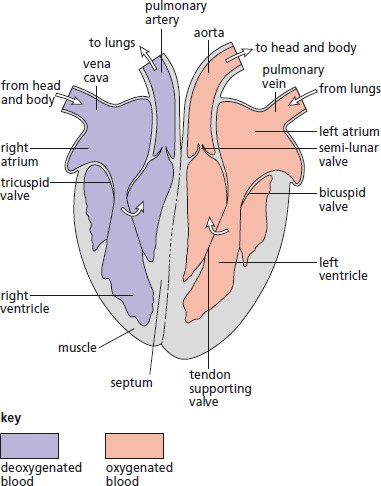 pulmonary
artery
to lungs
aorta
to head and body
vena
cava
pulmonary
vein
from head
and body
from lungs
left atrium
right
atrium
semi-lunar
valve
tricuspid
valve
bicuspid
valve
left
ventricle
right
ventricle
muscle
septum
tendon
supporting
valve
key
deoxygenated
blood
oxygenated
blood